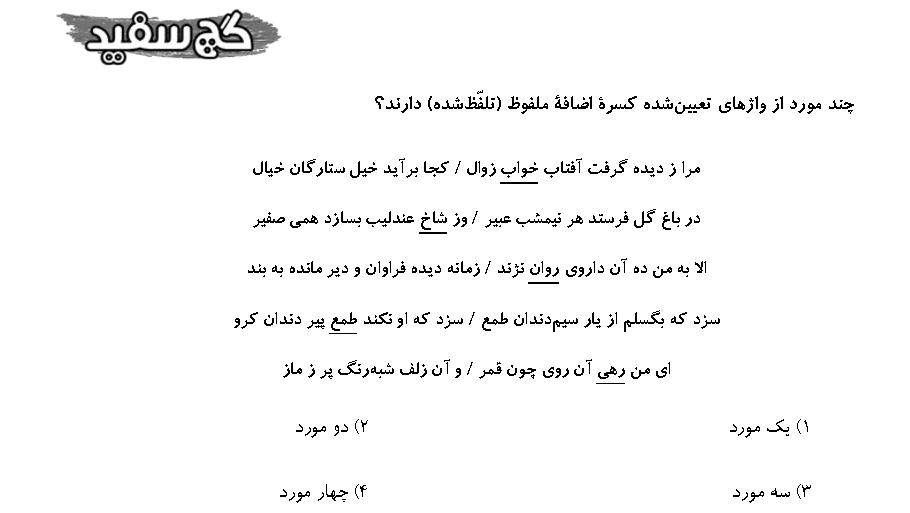 گچ سفید
چند مورد از واژهای تعیین‌شده کسرهٔ اضافهٔ ملفوظ (تلفّظ‌شده) دارند؟
مرا ز دیده گرفت آفتاب خواب زوال / کجا برآید خیل ستارگان خیال
در باغ گل فرستد هر نیمشب عبیر / وز شاخ عندلیب بسازد همی صفیر
الا به من ده آن داروی روان نژند / زمانه دیده فراوان و دیر مانده به بند
سزد که بگسلم از یار سیم‌دندان طمع / سزد که او نکند طمع پیر دندان کرو
ای من رهی آن روی چون قمر / و آن زلف شبه‌رنگ پر ز ماز
۱) یک مورد ۲) دو مورد
۳) سه مورد ۴) چهار مورد